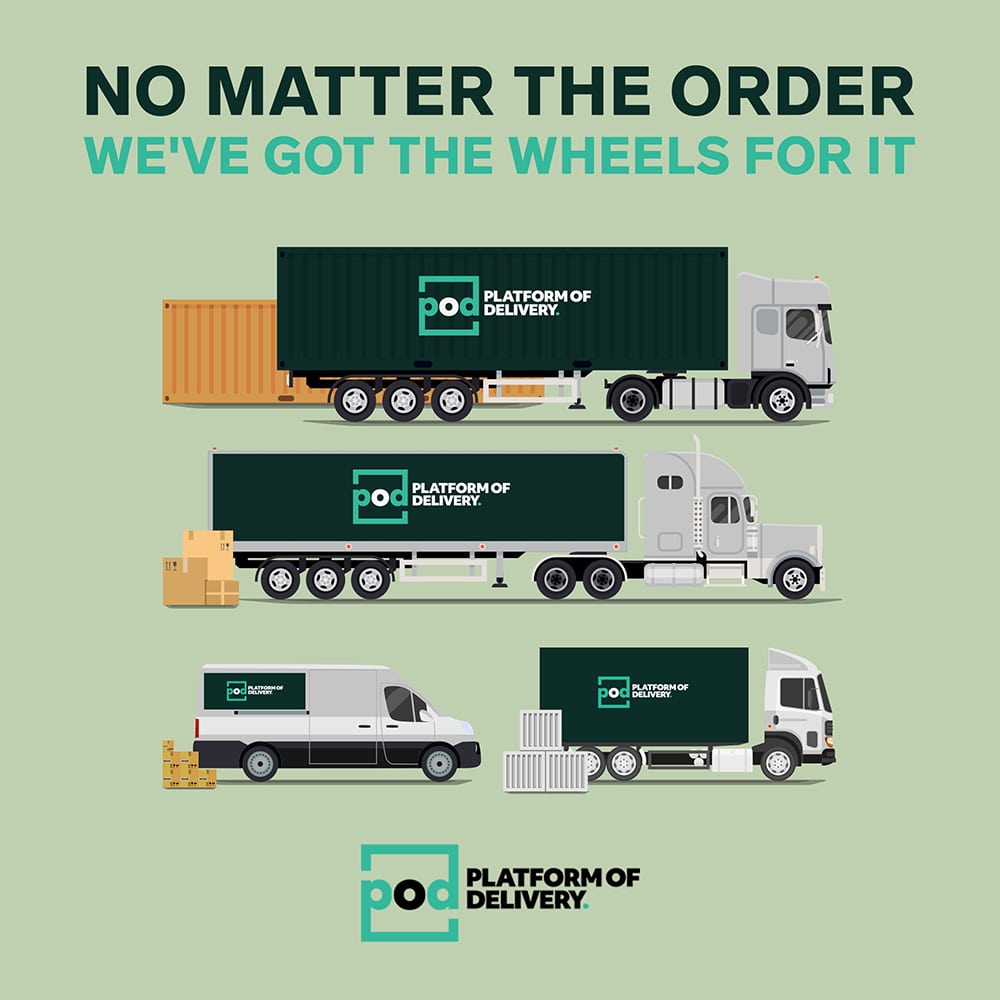 NO MATTER THE ORDER
WE'VE GOT THE WHEELS FOR IT
pod PLATFORM OF
DELIVERY.
pod PLATFORM OF
DELIVERY.
pod PLATFORM OF
DELIVERY.
pod PLATFORM OF
DELIVERY.
pod PLATFORM OF
DELIVERY.